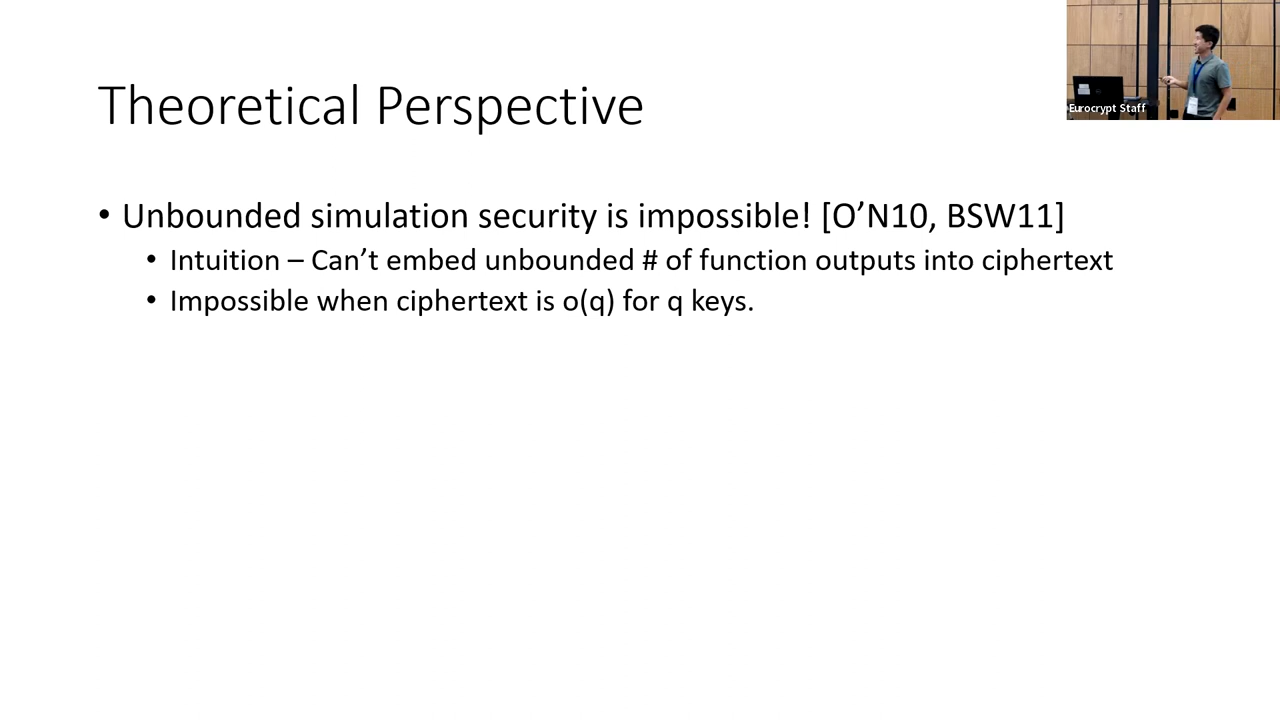 Theoretical Perspective
• Unbounded simulation security is impossible! [O’N10, BSW11]
• Intuition – Can’t embed unbounded # of function outputs into ciphertext
• Impossible when ciphertext is o(q) for q keys.
Eurocrypt Staff